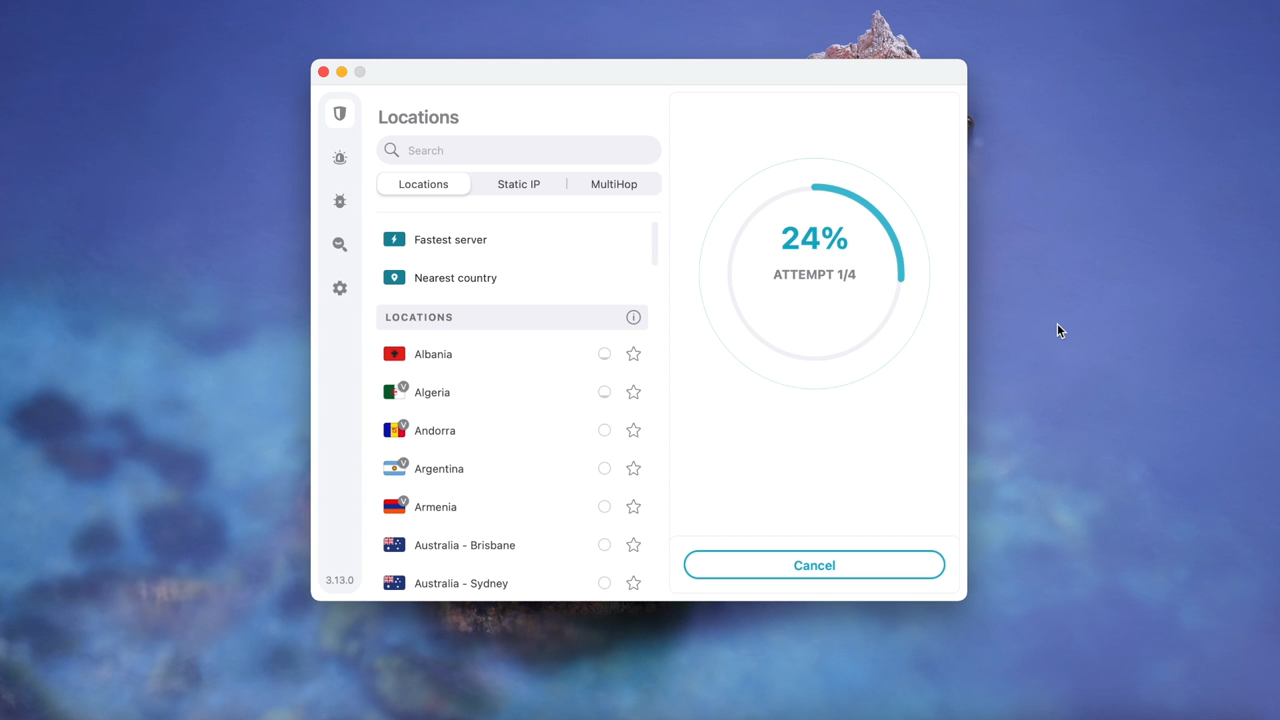 Locations
Search
Locations
Static IP
MultiHop
Fastest server
Nearest country
LOCATIONS
Albania
V
Algeria
V
Andorra
V
Argentina
V
Armenia
Australia - Brisbane
Australia - Sydney
3.13.0
24%
ATTEMPT 1/4
Cancel